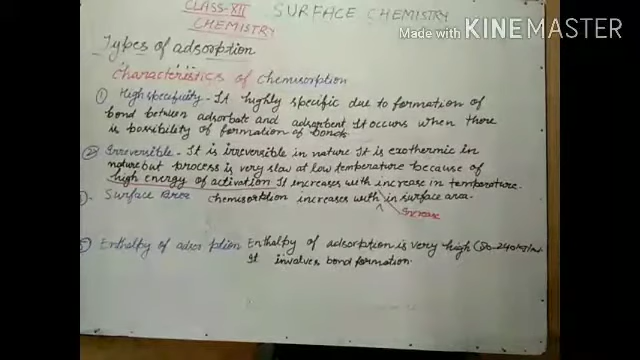 CLASS-XII SURFACE CHEMISTRY
CHEMISTRY
Made with KINEMASTER
Types of adsorption
Characteristics of chemisorption
① High specificity - It highly specific due to formation of
bond between adsorbate and adsorbent It occurs when there
is possibility of formation of bonds
② Irreversible - It is irreversible in nature It is exothermic in
nature but process is very slow at low temperature because of
high energy of activation It increases with increase in temperature.
Surface Area chemisorption increases with in surface area.
^ Increase
Enthalpy of adsorption Enthalpy of adsorption is very high
It involves bond formation.